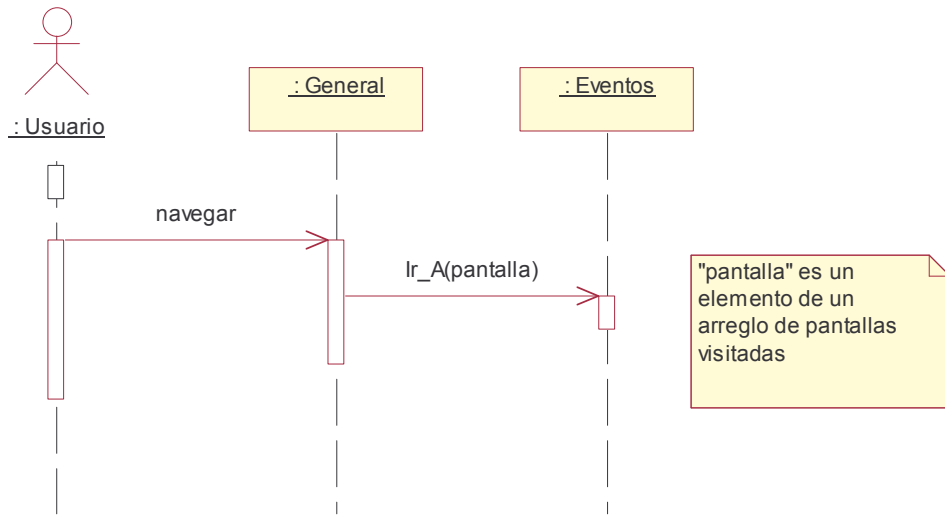 : General
: Eventos
: Usuario
navegar
Ir_A(pantalla)
"pantalla" es un
elemento de un
arreglo de pantallas
visitadas